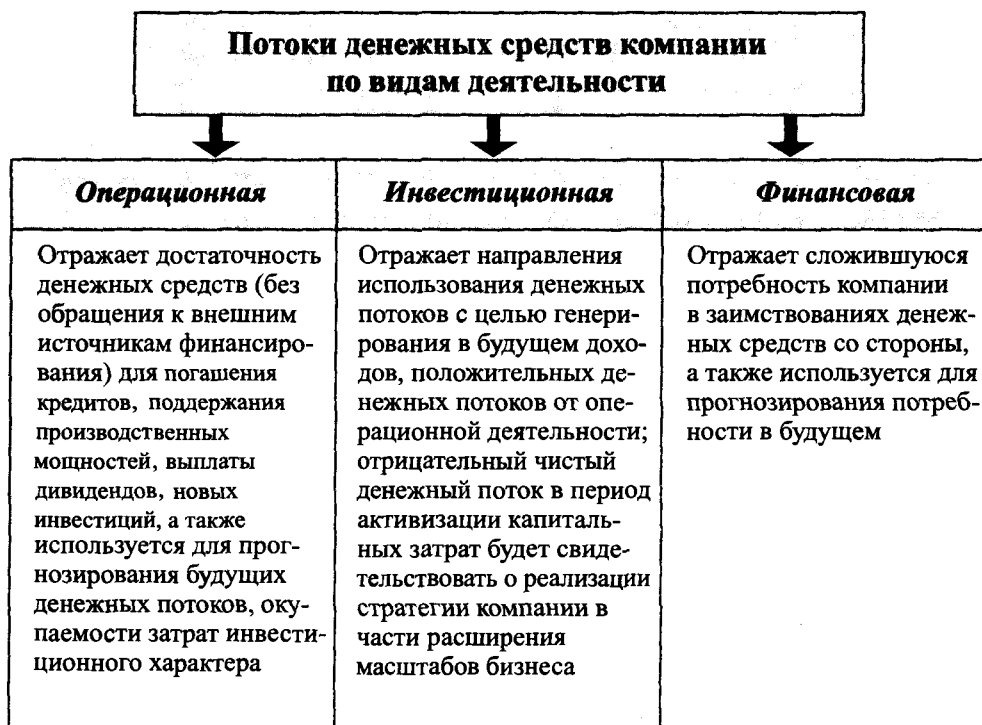 Потоки денежных средств компании
по видам деятельности
Операционная
Инвестиционная
Финансовая
Отражает достаточность
денежных средств (без
обращения к внешним
источникам финансиро-
вания) для погашения
кредитов, поддержания
производственных
мощностей, выплаты
дивидендов, новых
инвестиций, а также
используется для прог-
нозирования будущих
денежных потоков, оку-
паемости затрат инвести-
ционного характера
Отражает направления
использования денежных
потоков с целью генери-
рования в будущем дохо-
дов, положительных де-
нежных потоков от опе-
рационной деятельности;
отрицательный чистый
денежный поток в период
активизации капиталь-
ных затрат будет свиде-
тельствовать о реализации
стратегии компании в
части расширения
масштабов бизнеса
Отражает сложившуюся
потребность компании
в заимствованиях денеж-
ных средств со стороны,
а также используется для
прогнозирования потреб-
ности в будущем